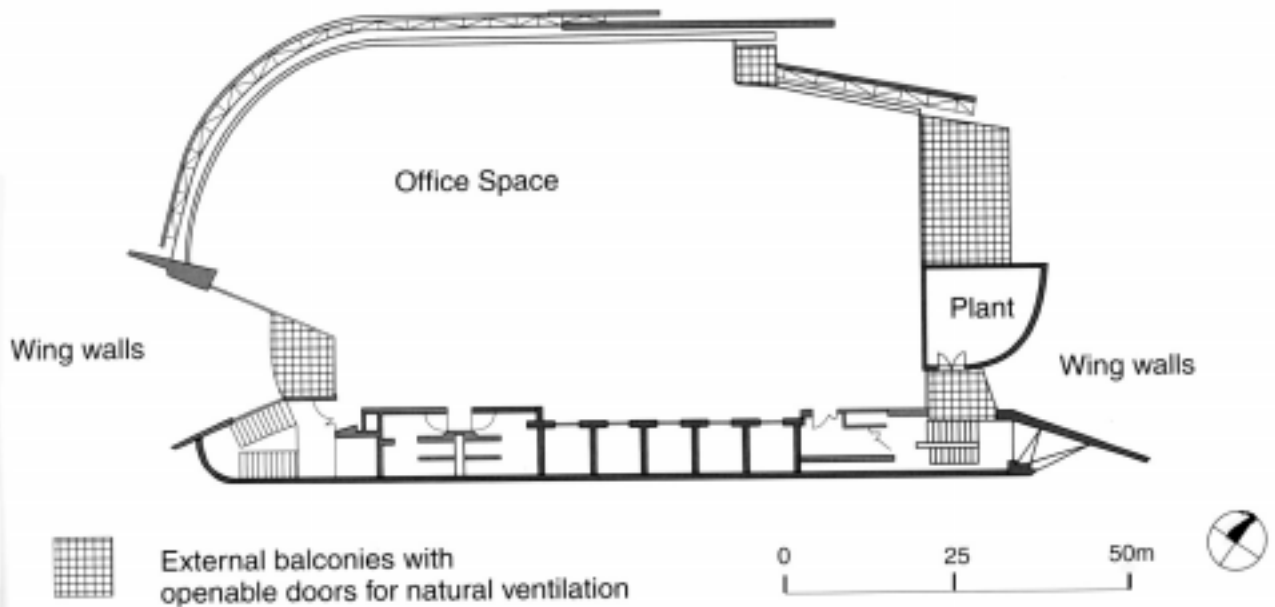 Office Space
Plant
Wing walls
Wing walls
External balconies with
openable doors for natural ventilation
0 25 50m